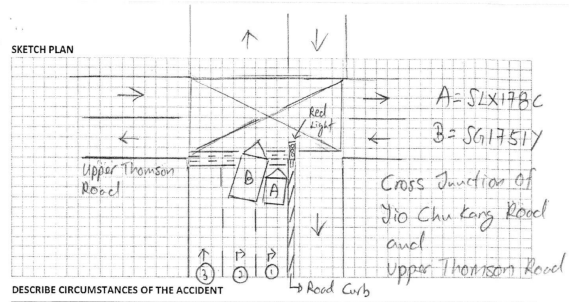 SKETCH PLAN
Red
Light
A = SLX178C
B = SG1751Y
Upper Thomson
Road
B
A
Cross Junction Of
Yio Chu Kang Road
and
Upper Thomson Road
3
2
1
Road Curb
DESCRIBE CIRCUMSTANCES OF THE ACCIDENT